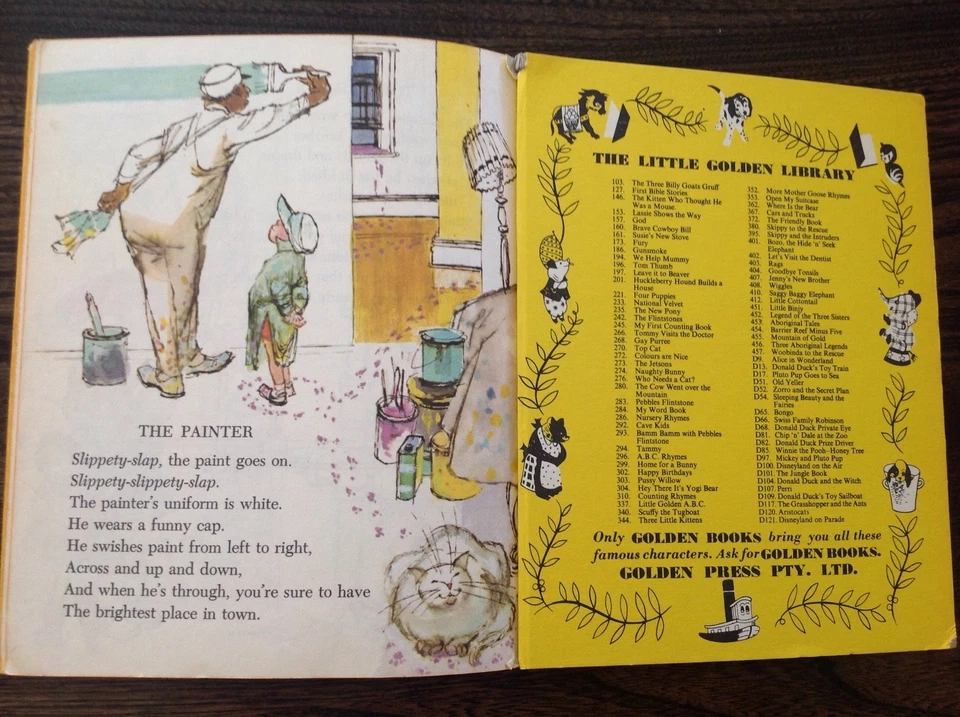 THE PAINTER
Slippety-slap, the paint goes on.
Slippety-slippety-slap.
The painter's uniform is white.
He wears a funny cap.
He swishes paint from left to right,
Across and up and down,
And when he's through, you're sure to have
The brightest place in town.
THE LITTLE GOLDEN LIBRARY
103. The Three Billy Goats Gruff
127. First Bible Stories
146. The Kitten Who Thought He
Was a Mouse.
153. Lassie Shows the Way
157. God
160. Brave Cowboy Bill
161. Susie's New Stove
173. Fury
186. Gunsmoke
194. We Help Mummy
196. Tom Thumb
197. Leave it to Beaver
201. Huckleberry Hound Builds a
House
221. Four Puppies
233. National Velvet
235. The New Pony
242. The Flintstones
245. My First Counting Book
266. Tommy Visits the Doctor
268. Gay Purree
270. Top Cat
272. Colours are Nice
273. The Jetsons
274. Naughty Bunny
276. Who Needs a Cat?
280. The Cow Went over the
Mountain
283. Pebbles Flintstone
284. My Word Book
286. Nursery Rhymes
292. Cave Kids
293. Bamm Bamm with Pebbles
Flintstone
294. Tammy
296. A.B.C. Rhymes
299. Home for a Bunny
302. Happy Birthdays
303. Pussy Willow
304. Hey There It's Yogi Bear
310. Counting Rhymes
337. Little Golden A.B.C.
340. Scuffy the Tugboat
344. Three Little Kittens
352. More Mother Goose Rhymes
353. Open My Suitcase
362. Where Is the Bear
367. Cars and Trucks
372. The Friendly Book
380. Skippy to the Rescue
395. Skippy and the Intruders
401. Bozo, the Hide 'n' Seek
Elephant
402. Let's Visit the Dentist
403. Rags
404. Goodbye Tonsils
407. Jenny's New Brother
408. Wiggles
410. Saggy Baggy Elephant
412. Little Cottontail
451. Little Binjy
452. Legend of the Three Sisters
453. Aboriginal Tales
454. Barrier Reef Minus Five
455. Mountain of Gold
456. Three Aboriginal Legends
457. Woobinda to the Rescue
D9. Alice in Wonderland
D13. Donald Duck's Toy Train
D17. Pluto Pup Goes to Sea
D51. Old Yeller
D52. Zorro and the Secret Plan
D54. Sleeping Beauty and the
Fairies
D65. Bongo
D66. Swiss Family Robinson
D68. Donald Duck Private Eye
D81. Chip 'n' Dale at the Zoo
D82. Donald Duck Prize Driver
D85. Winnie the Pooh-Honey Tree
D97. Mickey and Pluto Pup
D100. Disneyland on the Air
D101. The Jungle Book
D104. Donald Duck and the Witch
D107. Perri
D109. Donald Duck's Toy Sailboat
D117. The Grasshopper and the Ants
D120. Aristocats
D121. Disneyland on Parade
Only GOLDEN BOOKS bring you all these
famous characters. Ask for GOLDEN BOOKS.
GOLDEN PRESS PTY. LTD.